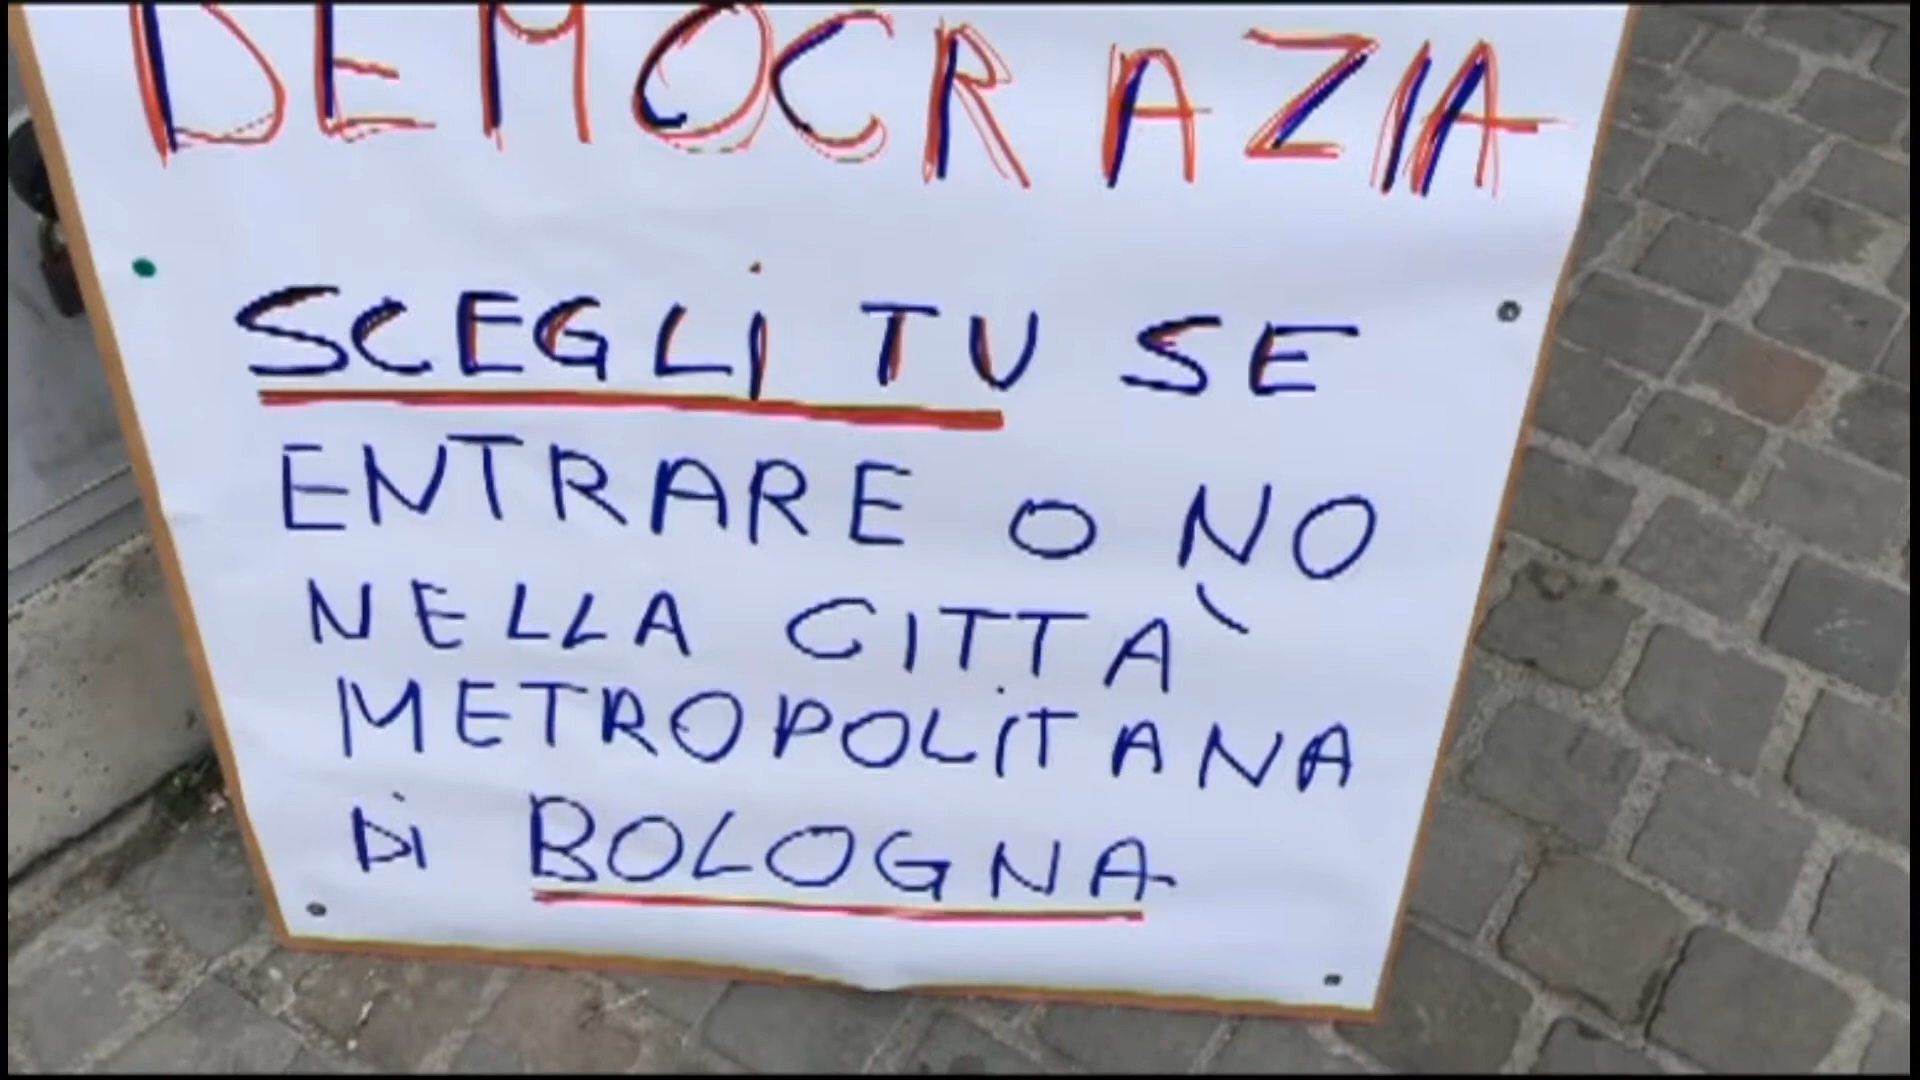 DEMOCRAZIA
SCEGLI TU SE
ENTRARE O NO
NELLA CITTÀ
METROPOLITANA
DI BOLOGNA